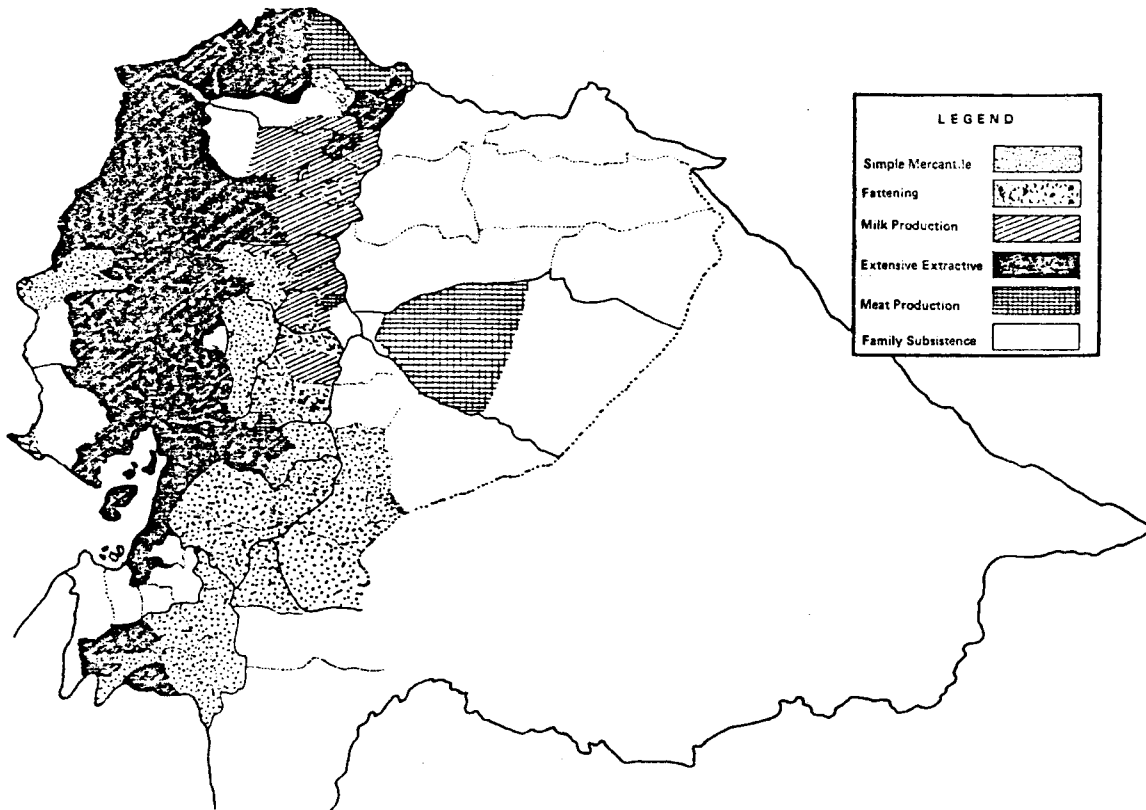 LEGEND
Simple Mercantile
Fattening
Milk Production
Extensive Extractive
Meat Production
Family Subsistence